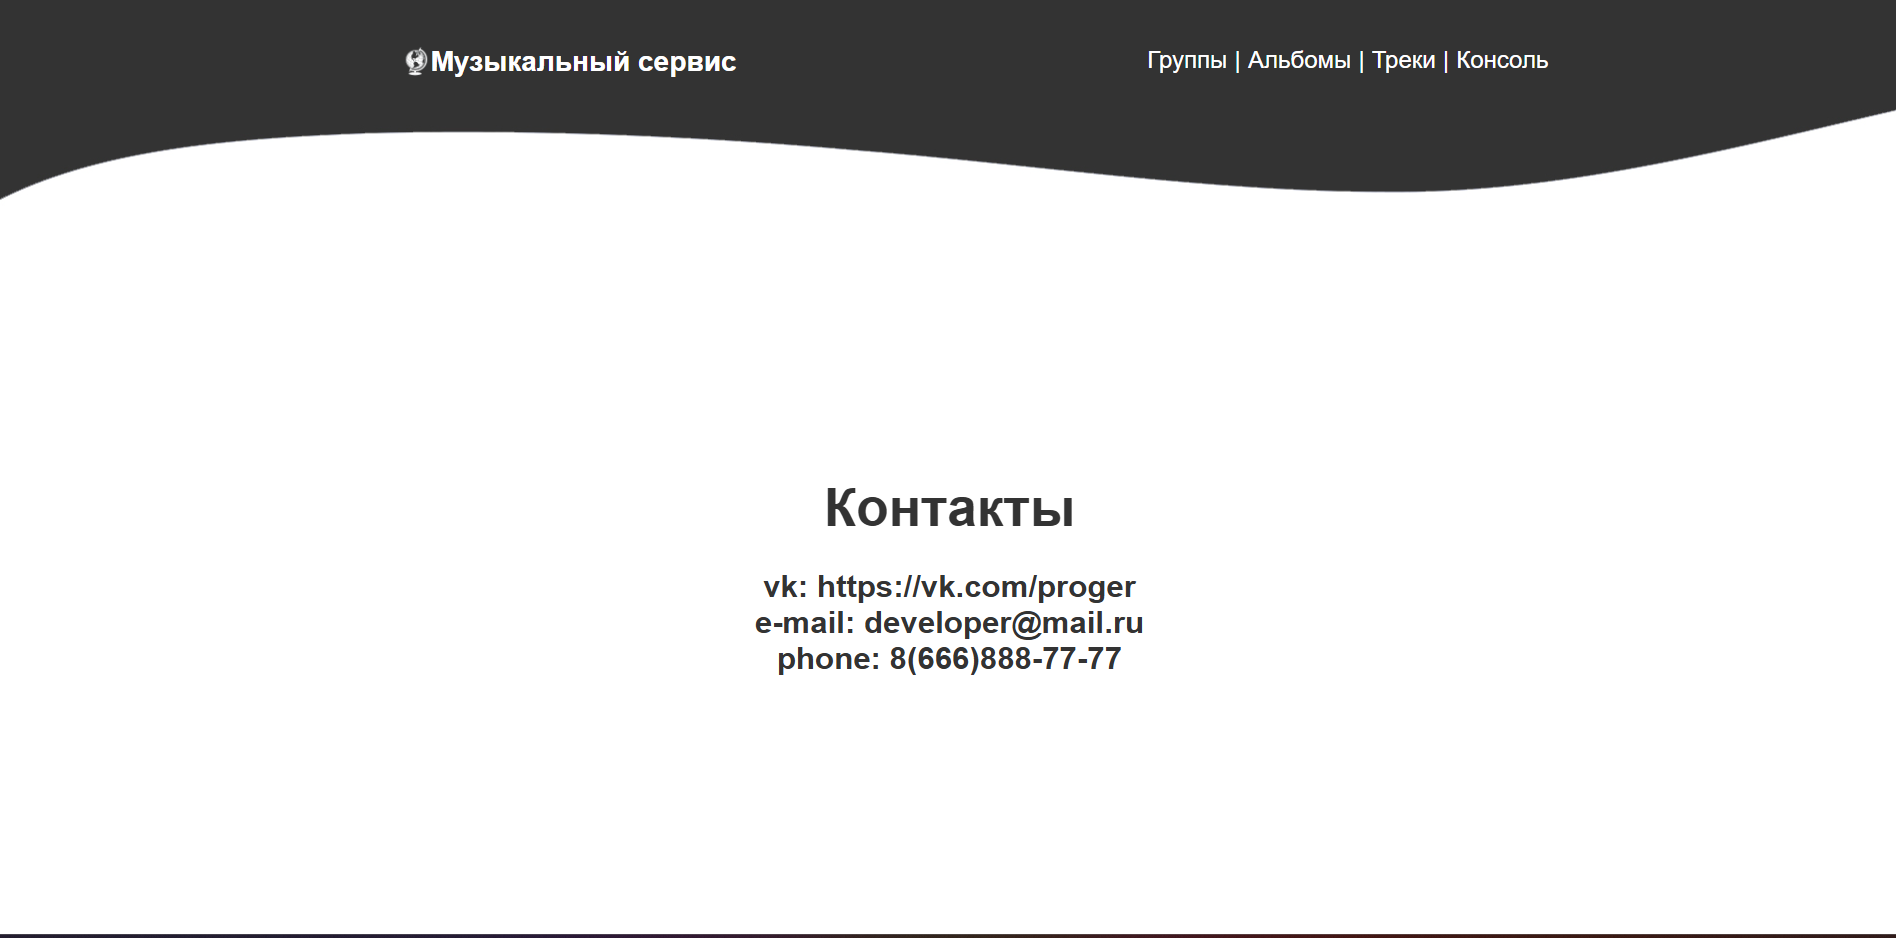 Музыкальный сервис
Группы | Альбомы | Треки | Консоль
Контакты
vk: https://vk.com/proger
e-mail: developer@mail.ru
phone: 8(666)888-77-77